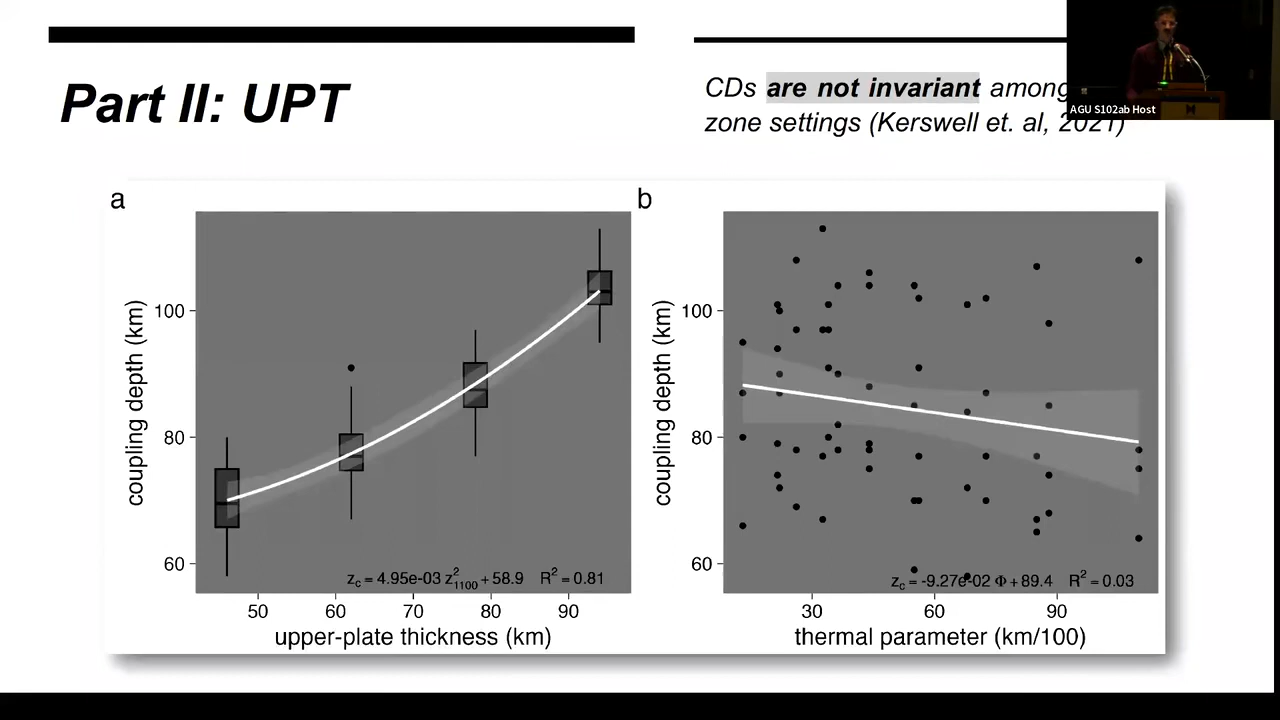 Part II: UPT
CDs are not invariant among
zone settings (Kerswell et. al, 2021)
AGU S102ab Host
a
coupling depth (km)
100
80
60
z_c = 4.95e-03 z²_1100 + 58.9 R² = 0.81
50 60 70 80 90
upper-plate thickness (km)
b
coupling depth (km)
100
80
60
z_c = -9.27e-02 Φ + 89.4 R² = 0.03
30 60 90
thermal parameter (km/100)